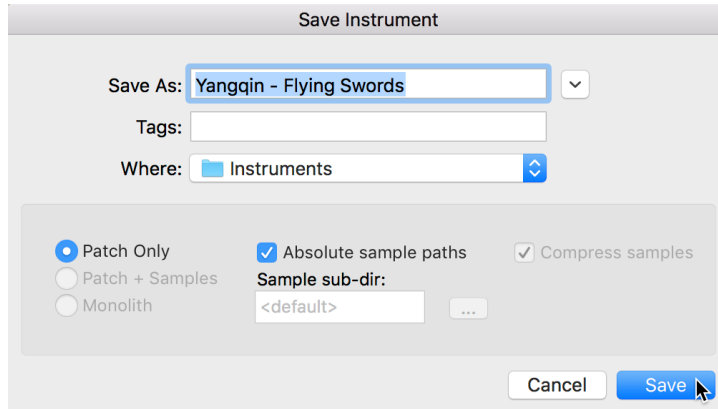 Save Instrument
Save As: Yangqin - Flying Swords
Tags:
Where: Instruments
Patch Only Absolute sample paths Compress samples
Patch + Samples Sample sub-dir:
Monolith <default> ...
Cancel Save